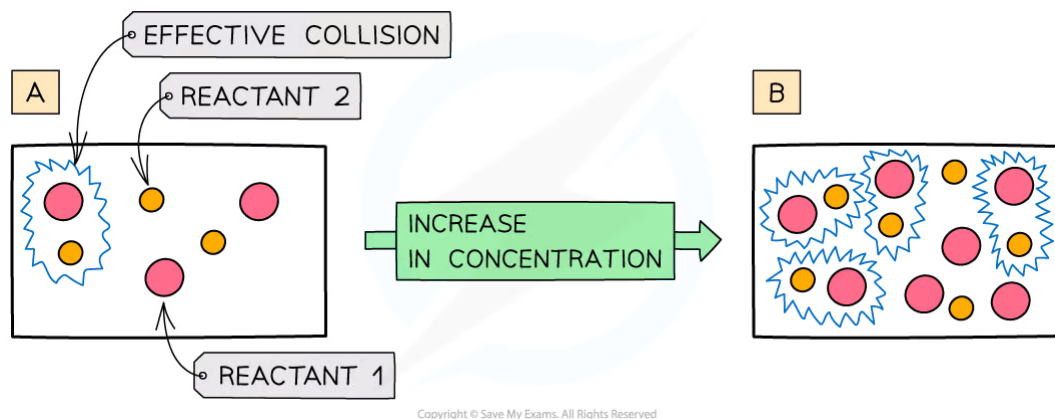 EFFECTIVE COLLISION
A
REACTANT 2
B
INCREASE
IN CONCENTRATION
REACTANT 1
Copyright © Save My Exams. All Rights Reserved